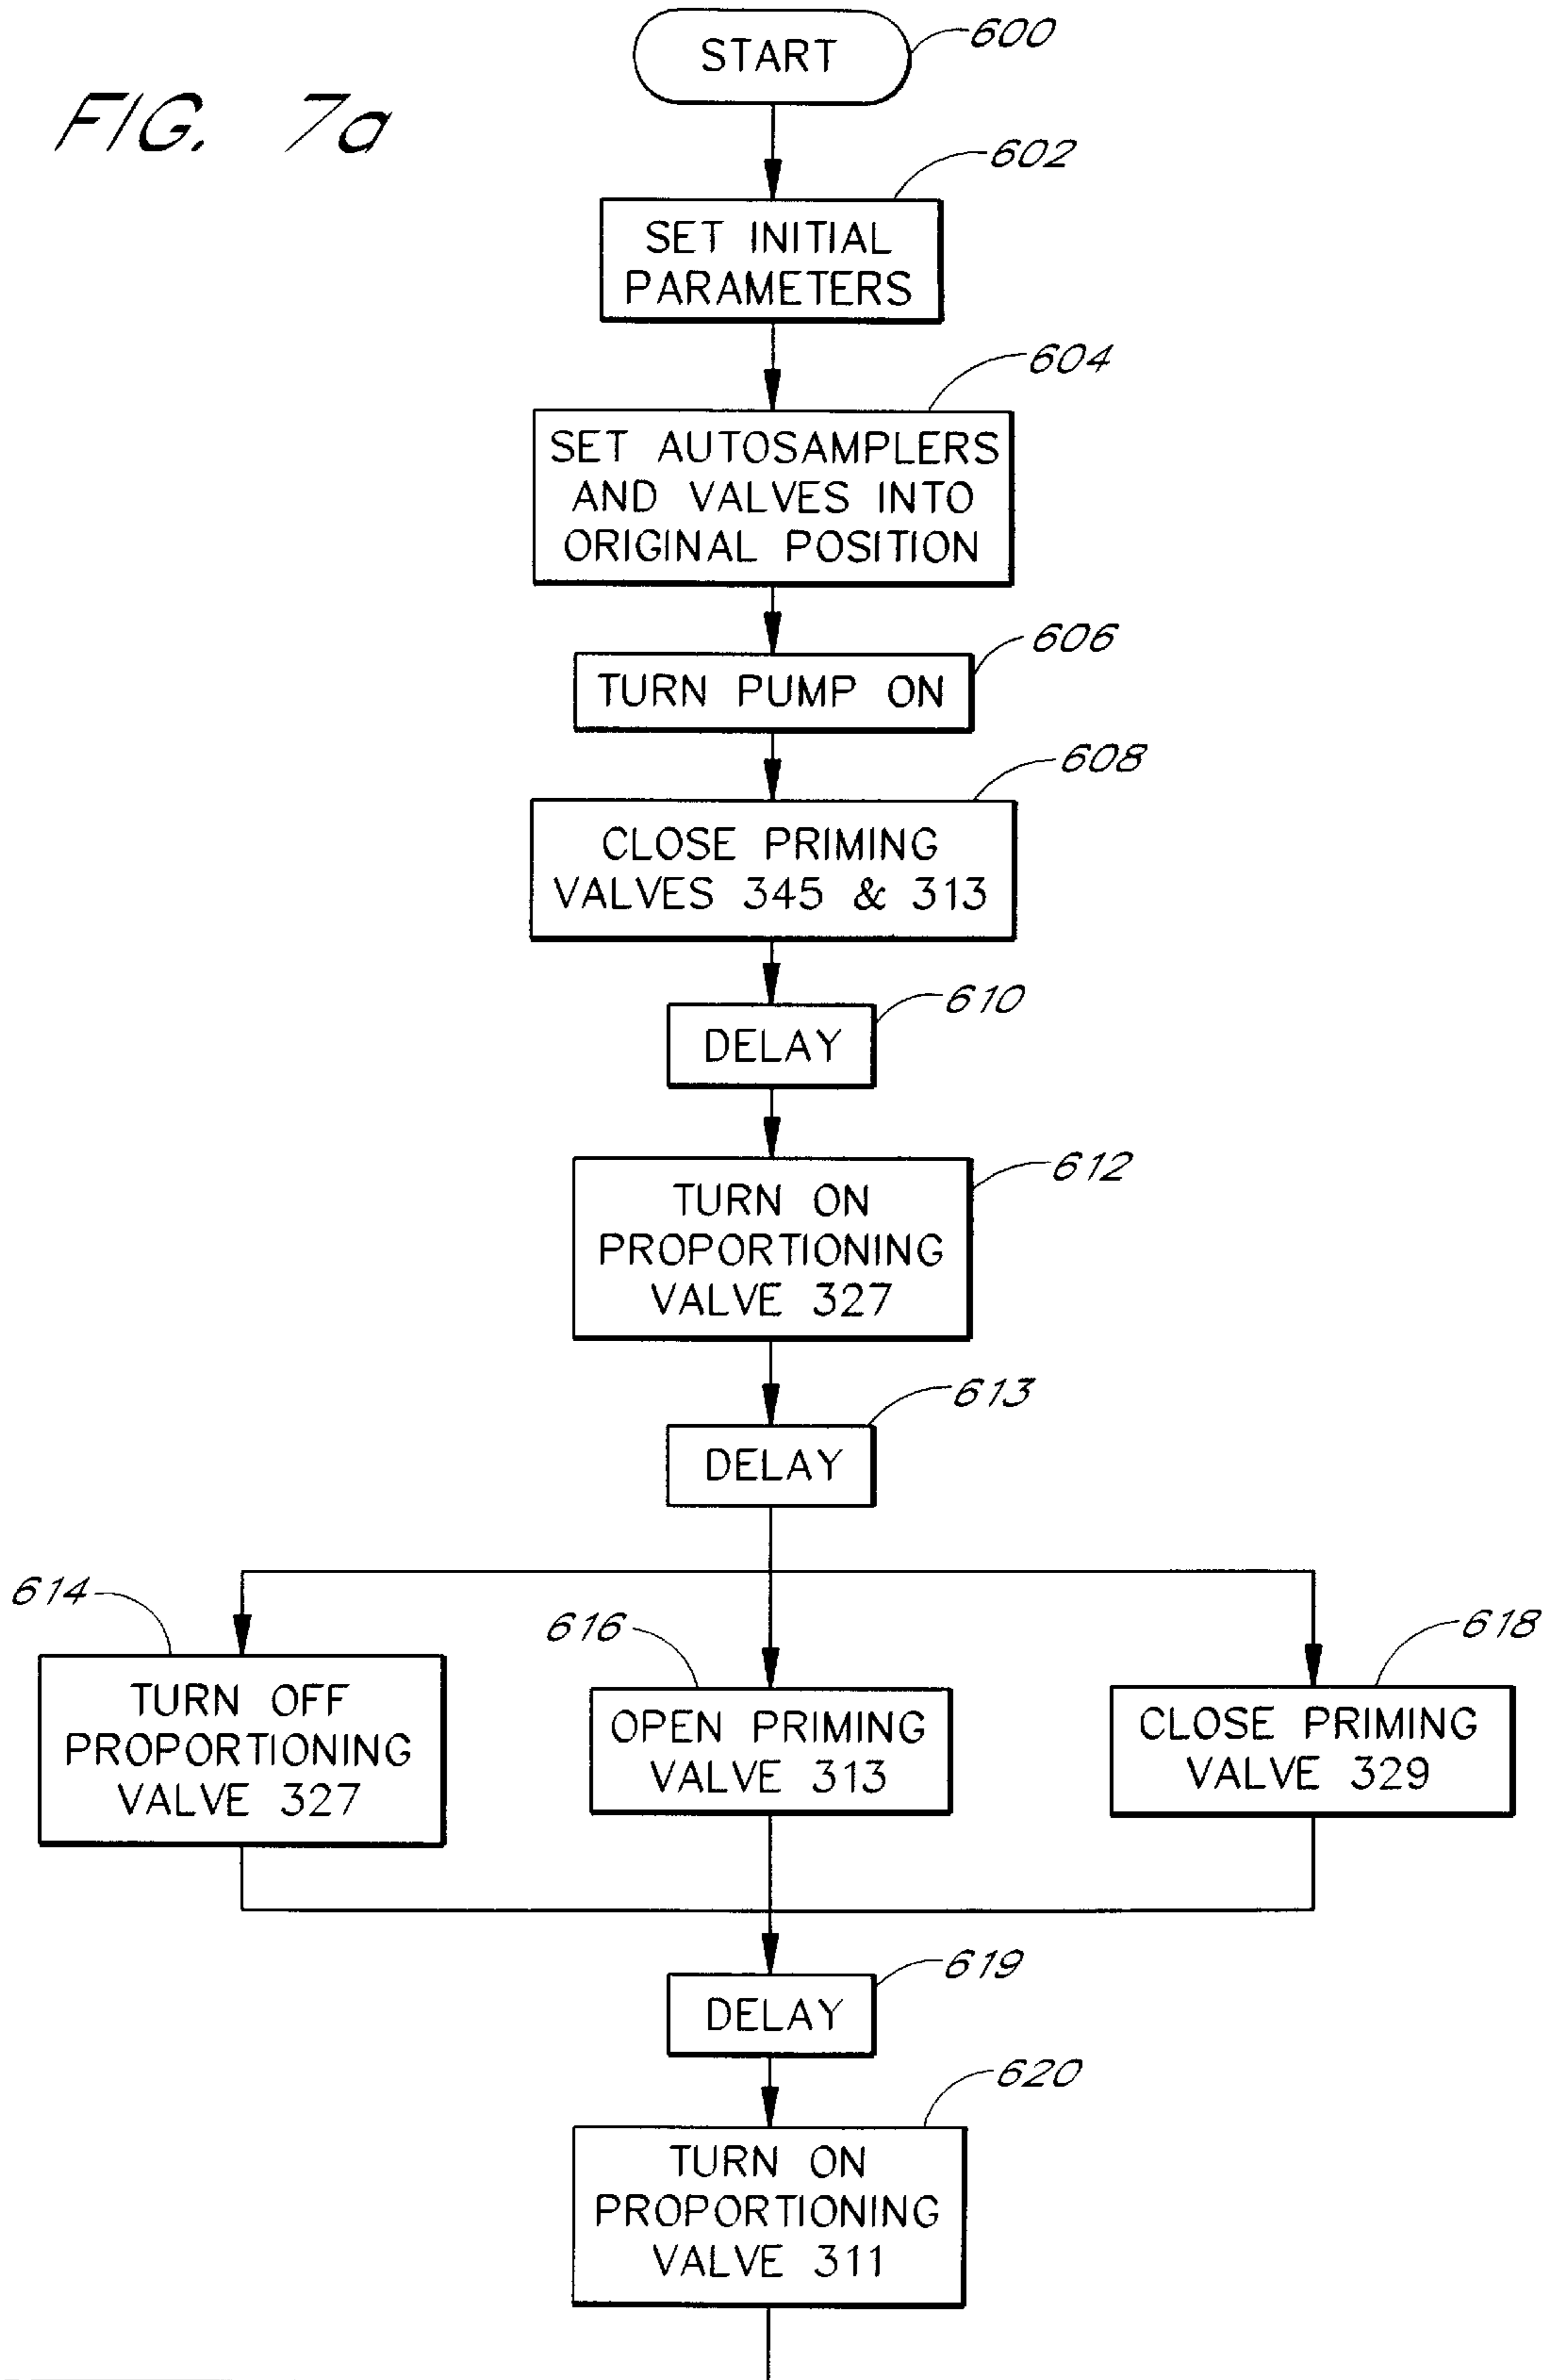 FIG. 7a
START
600
602
SET INITIAL
PARAMETERS
604
SET AUTOSAMPLERS
AND VALVES INTO
ORIGINAL POSITION
606
TURN PUMP ON
608
CLOSE PRIMING
VALVES 345 & 313
610
DELAY
612
TURN ON
PROPORTIONING
VALVE 327
613
DELAY
614
TURN OFF
PROPORTIONING
VALVE 327
616
OPEN PRIMING
VALVE 313
618
CLOSE PRIMING
VALVE 329
619
DELAY
620
TURN ON
PROPORTIONING
VALVE 311